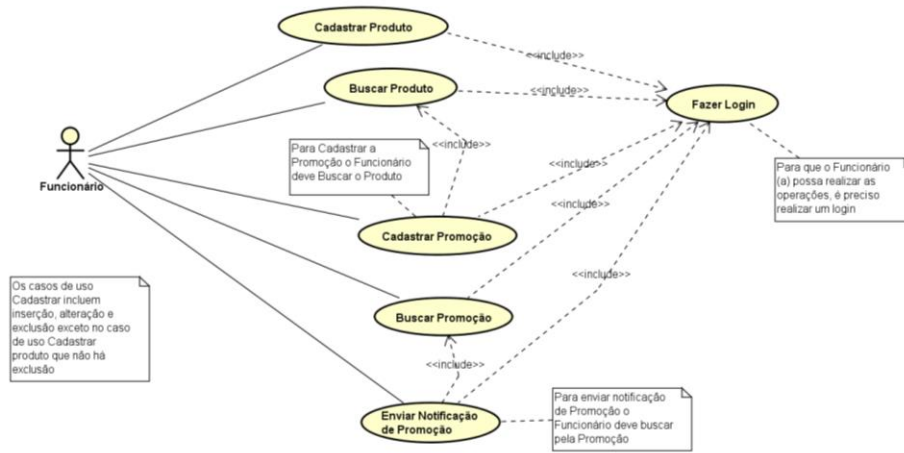 Cadastrar Produto
<<include>>
Buscar Produto
<<include>>
Fazer Login
Para Cadastrar a
Promoção o Funcionário
deve Buscar o Produto
<<include>>
<<include>>
Para que o Funcionário
(a) possa realizar as
operações, é preciso
realizar um login
Funcionário
<<include>>
Cadastrar Promoção
<<include>>
Os casos de uso
Cadastrar incluem
inserção, alteração e
exclusão exceto no caso
de uso Cadastrar
produto que não há
exclusão
Buscar Promoção
<<include>>
Enviar Notificação
de Promoção
Para enviar notificação
de Promoção o
Funcionário deve buscar
pela Promoção